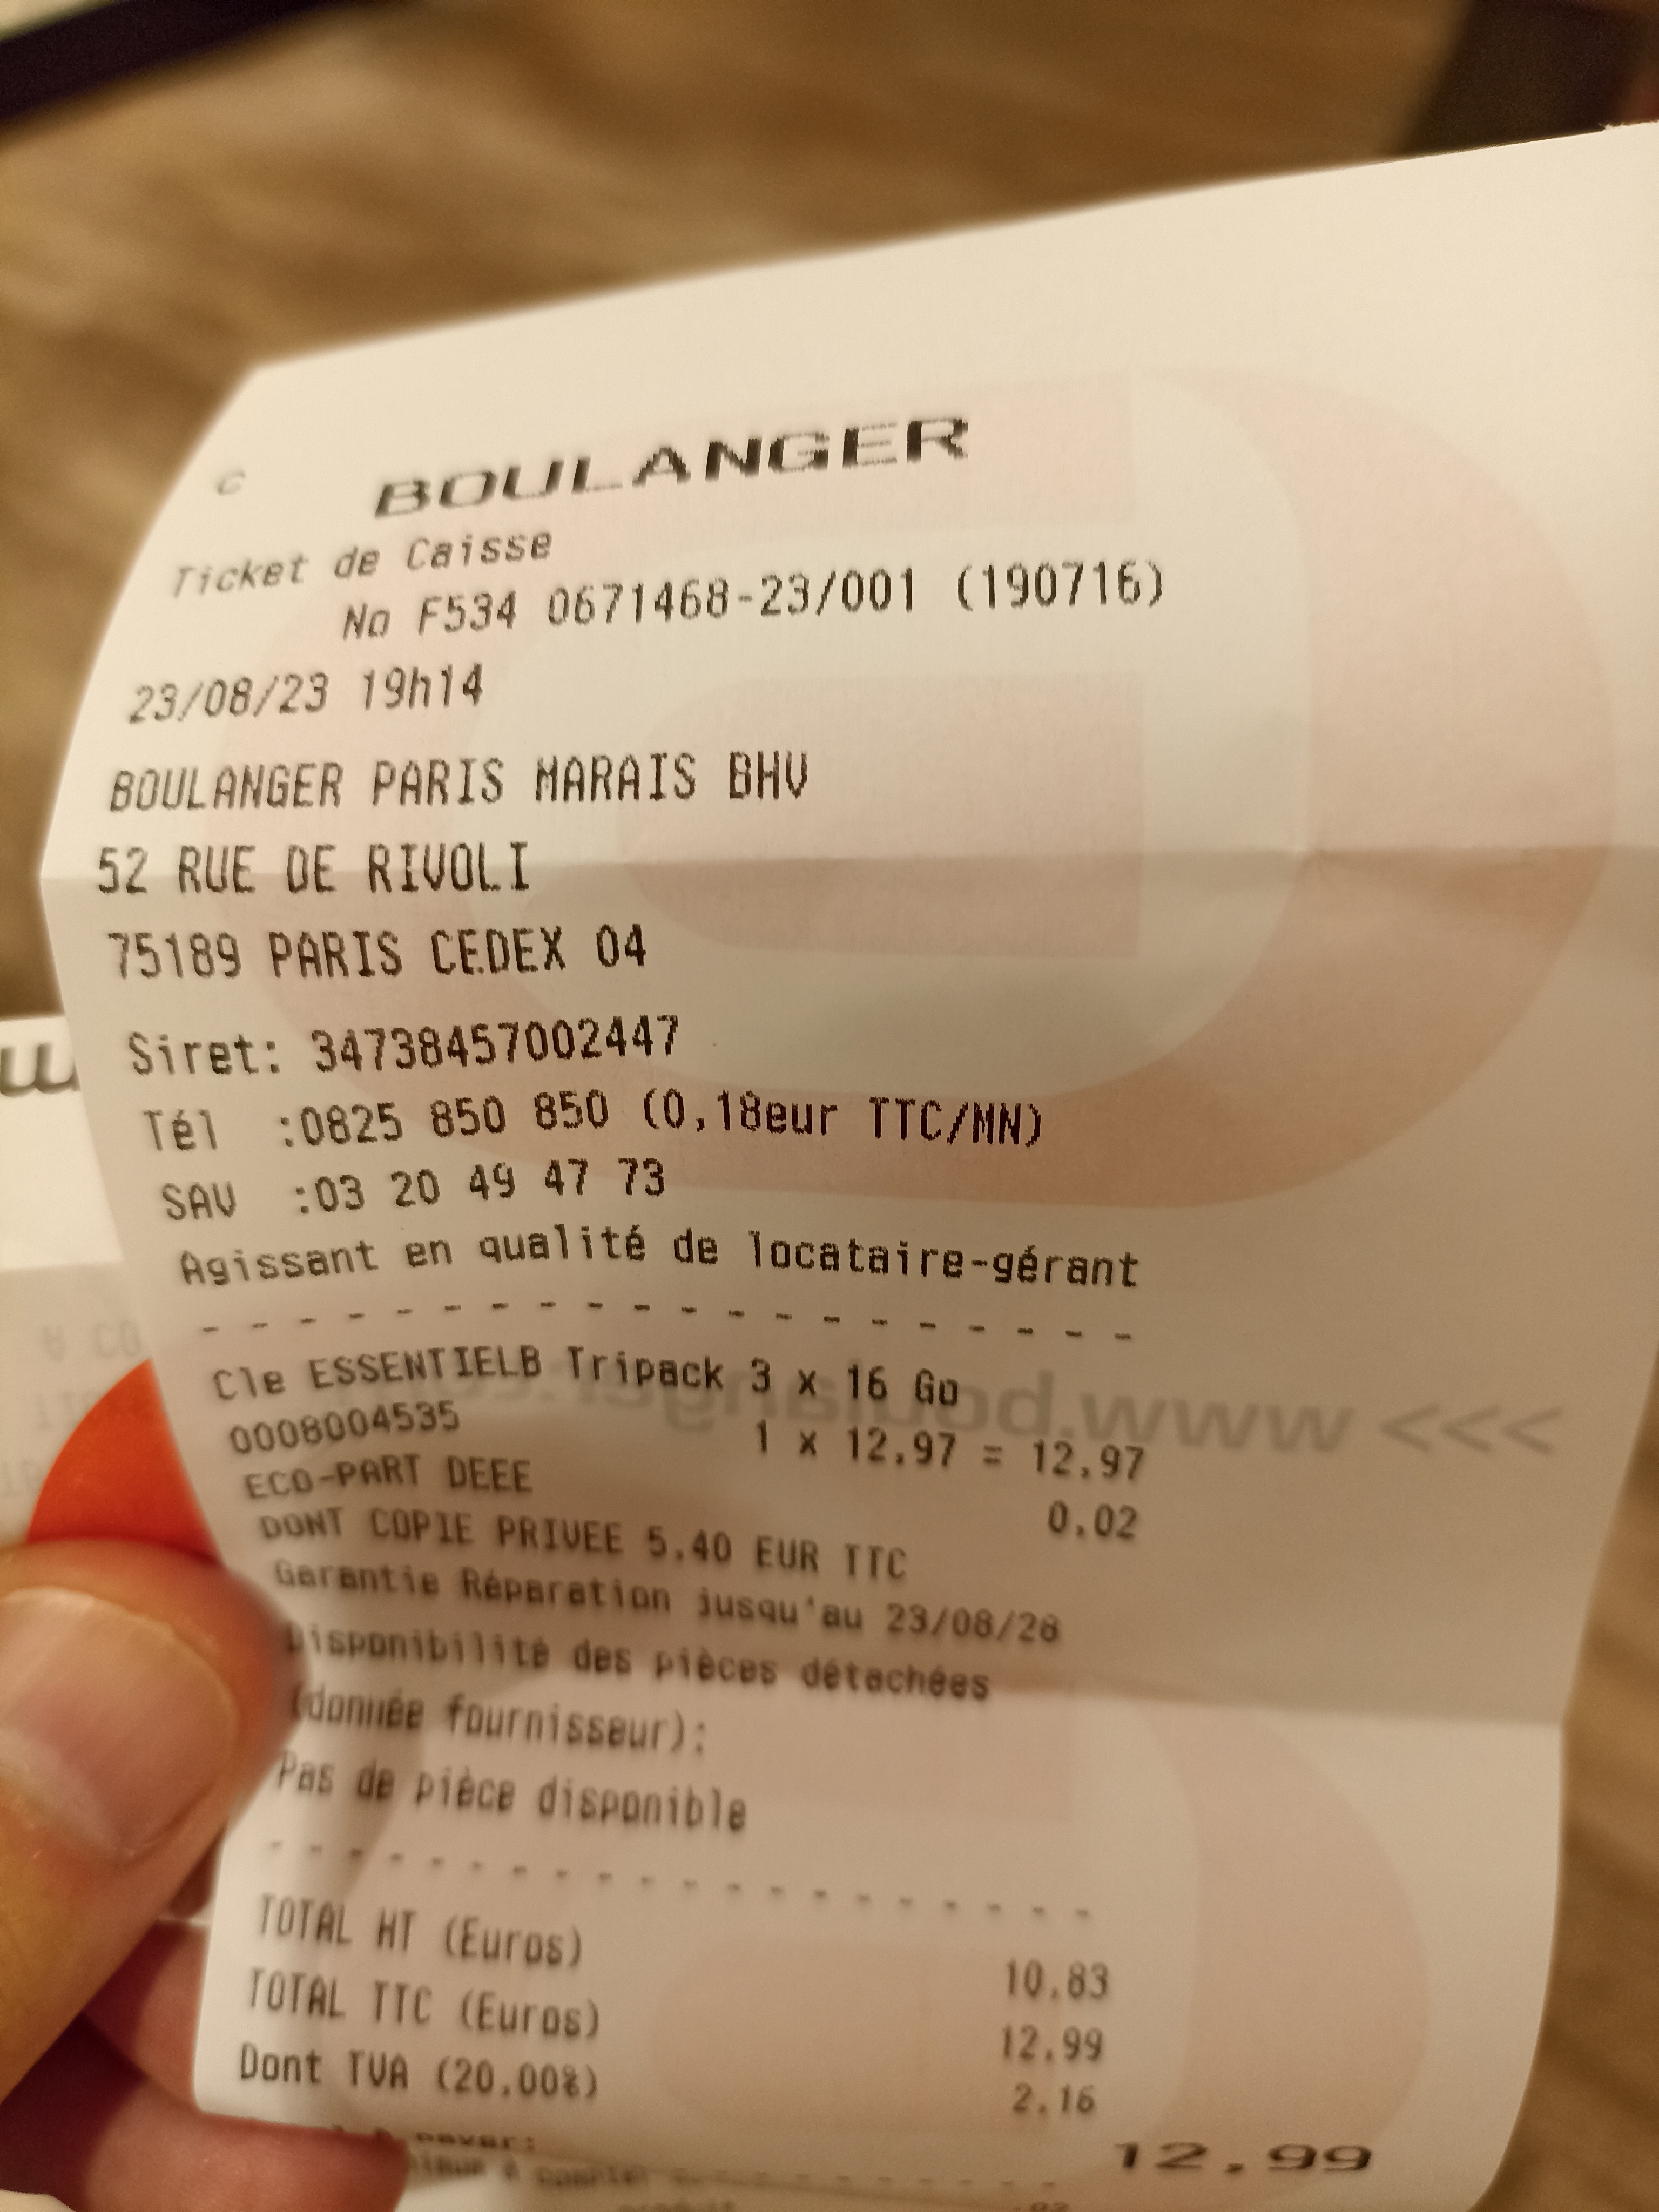 C
BOULANGER
Ticket de Caisse
No F534 0671468-23/001 (190716)
23/08/23 19h14
BOULANGER PARIS MARAIS BHV
52 RUE DE RIVOLI
75189 PARIS CEDEX 04
Siret: 34738457002447
Tél :0825 850 850 (0,18eur TTC/MN)
SAV :03 20 49 47 73
Agissant en qualité de locataire-gérant
- - - - - - - - - - - - - - - - - -
Cle ESSENTIELB Tripack 3 x 16 Go
0008004535 1 x 12,97 = 12,97
ECO-PART DEEE 0,02
DONT COPIE PRIVEE 5,40 EUR TTC
Garantie Réparation jusqu'au 23/08/28
Disponibilité des pièces détachées
(donnée fournisseur):
Pas de pièce disponible
- - - - - - - - - - - - - - - - - -
TOTAL HT (Euros) 10,83
TOTAL TTC (Euros) 12,99
Dont TVA (20,00%) 2,16
payer: 12,99